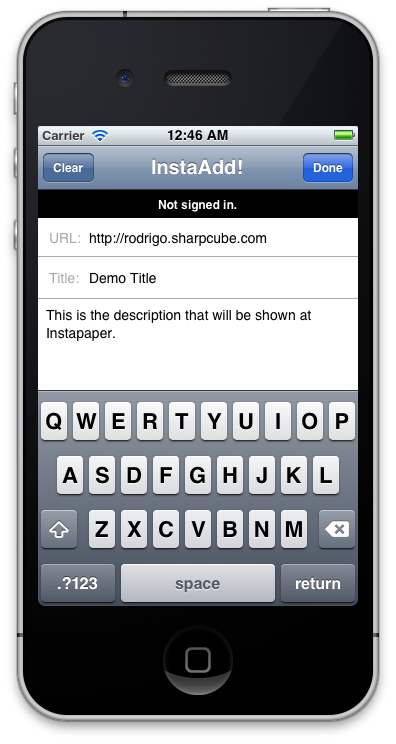 Carrier 12:46 AM
Clear InstaAdd! Done
Not signed in.
URL: http://rodrigo.sharpcube.com
Title: Demo Title
This is the description that will be shown at
Instapaper.
Q W E R T Y U I O P
A S D F G H J K L
Z X C V B N M
.?123 space return